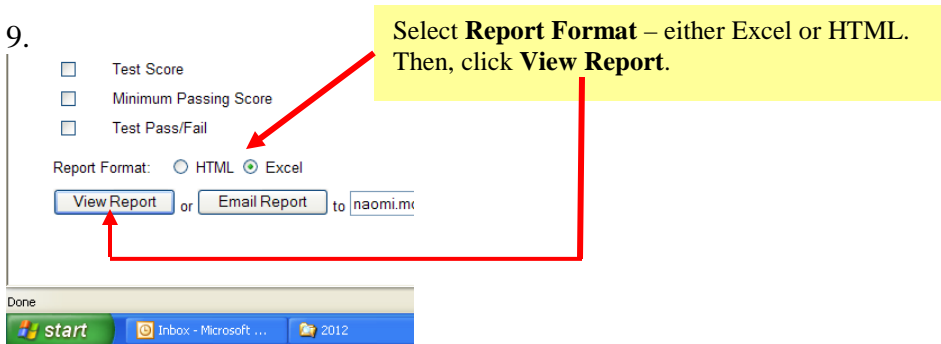 9.
Select Report Format – either Excel or HTML.
Then, click View Report.
Test Score
Minimum Passing Score
Test Pass/Fail
Report Format: HTML Excel
View Report or Email Report to naomi.mc
Done
start Inbox - Microsoft ... 2012